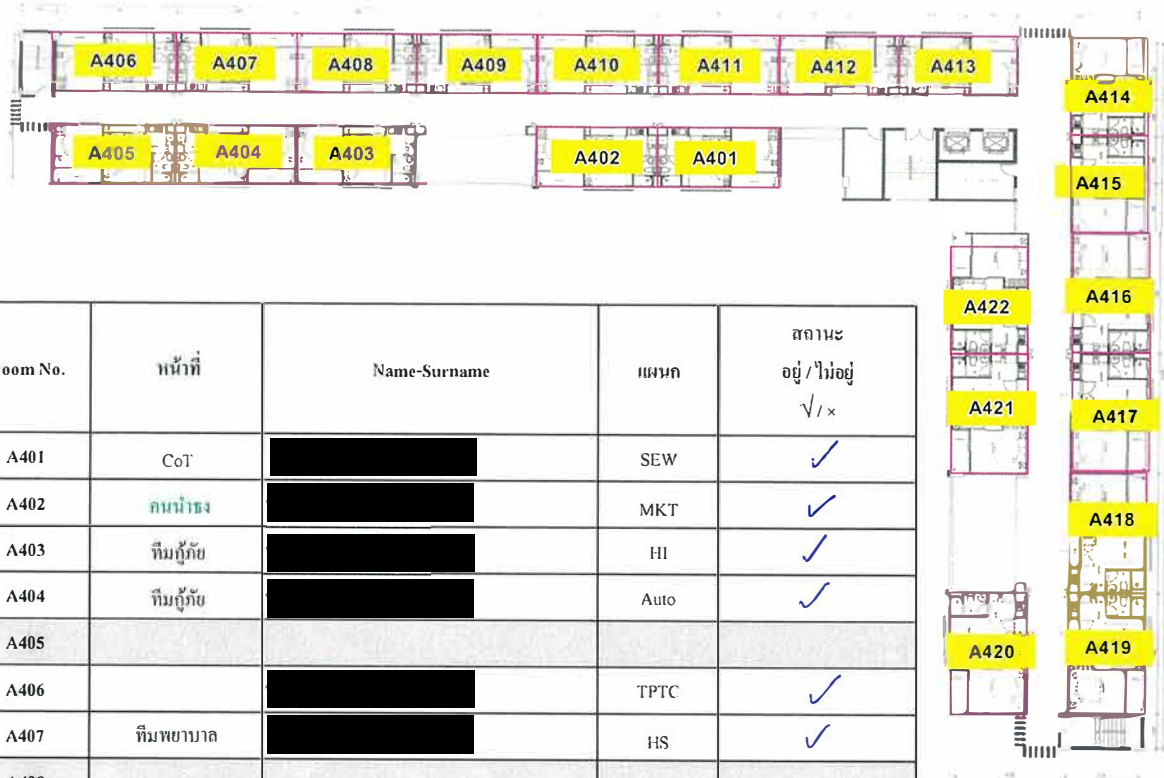 A406 A407 A408 A409 A410 A411 A412 A413
A414
A405 A404 A403 A402 A401
A415
A422
A416
A421
A417
A418
A420
A419
oom No. หน้าที่ Name-Surname แผนก สถานะ
อยู่ / ไม่อยู่
√ / ×
A401 CoT SEW ✓
A402 คนนำธง MKT ✓
A403 ทีมกู้ภัย HI ✓
A404 ทีมกู้ภัย Auto ✓
A405
A406 TPTC ✓
A407 ทีมพยาบาล HS ✓